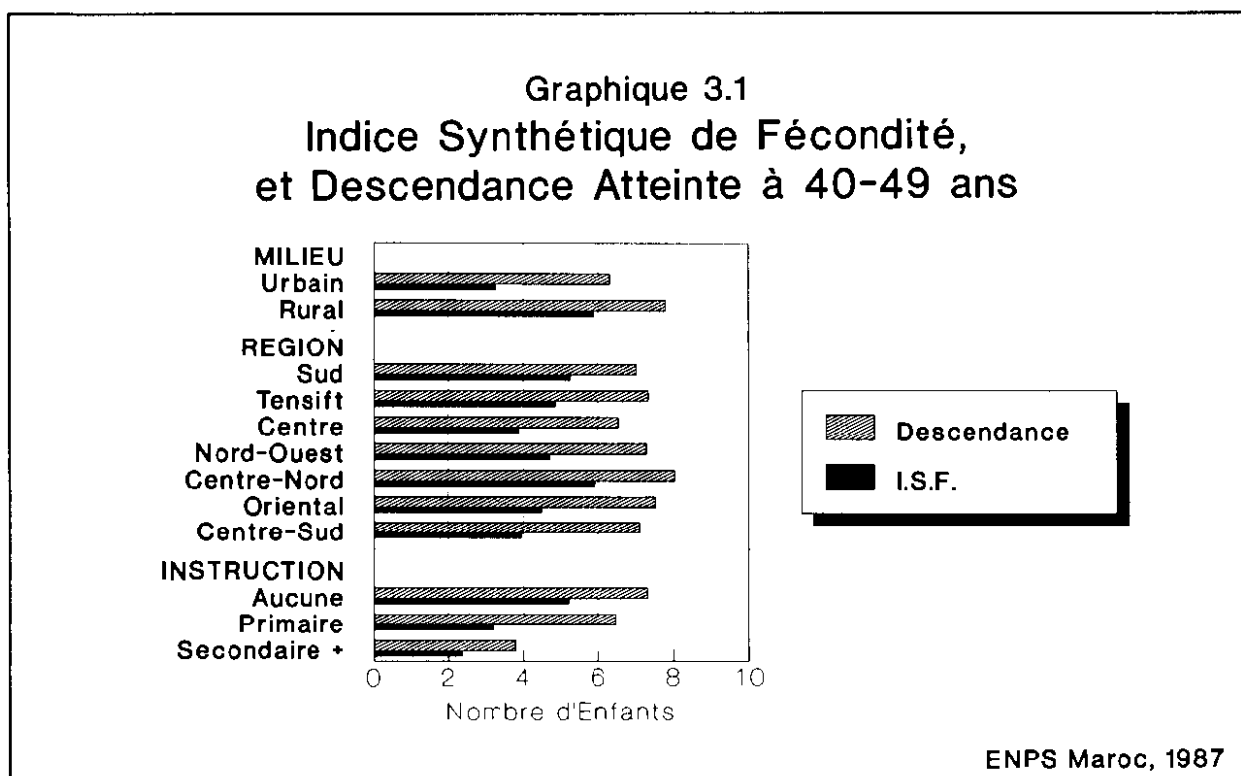 Graphique 3.1
Indice Synthétique de Fécondité,
et Descendance Atteinte à 40-49 ans
MILIEU
Urbain
Rural
REGION
Sud
Tensift
Centre
Nord-Ouest
Centre-Nord
Oriental
Centre-Sud
INSTRUCTION
Aucune
Primaire
Secondaire +
0 2 4 6 8 10
Nombre d'Enfants
Descendance
I.S.F.
ENPS Maroc, 1987